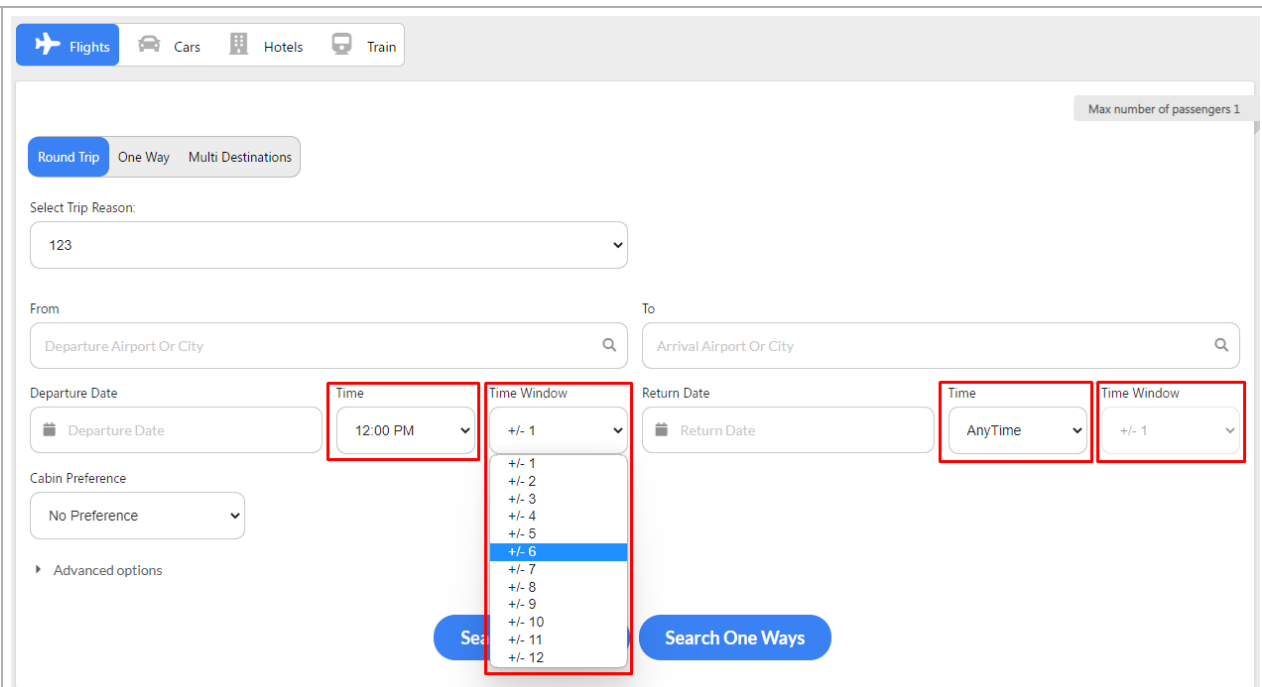 Flights Cars Hotels Train
Max number of passengers 1
Round Trip One Way Multi Destinations
Select Trip Reason:
123
From To
Departure Airport Or City Arrival Airport Or City
Departure Date Time Time Window Return Date Time Time Window
Departure Date 12:00 PM +/- 1 Return Date AnyTime +/- 1
+/- 1
+/- 2
+/- 3
+/- 4
+/- 5
+/- 6
+/- 7
+/- 8
+/- 9
+/- 10
+/- 11
+/- 12
Cabin Preference
No Preference
Advanced options
Search One Ways